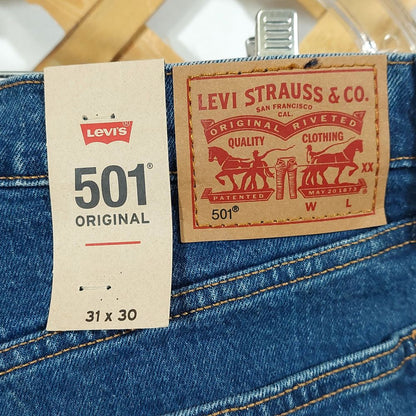 LEVI'S
501®
ORIGINAL
31 x 30
LEVI STRAUSS & CO.
SAN FRANCISCO
CAL.
ORIGINAL RIVETED
QUALITY CLOTHING
XX
PATENTED MAY 20 1873
501® W L